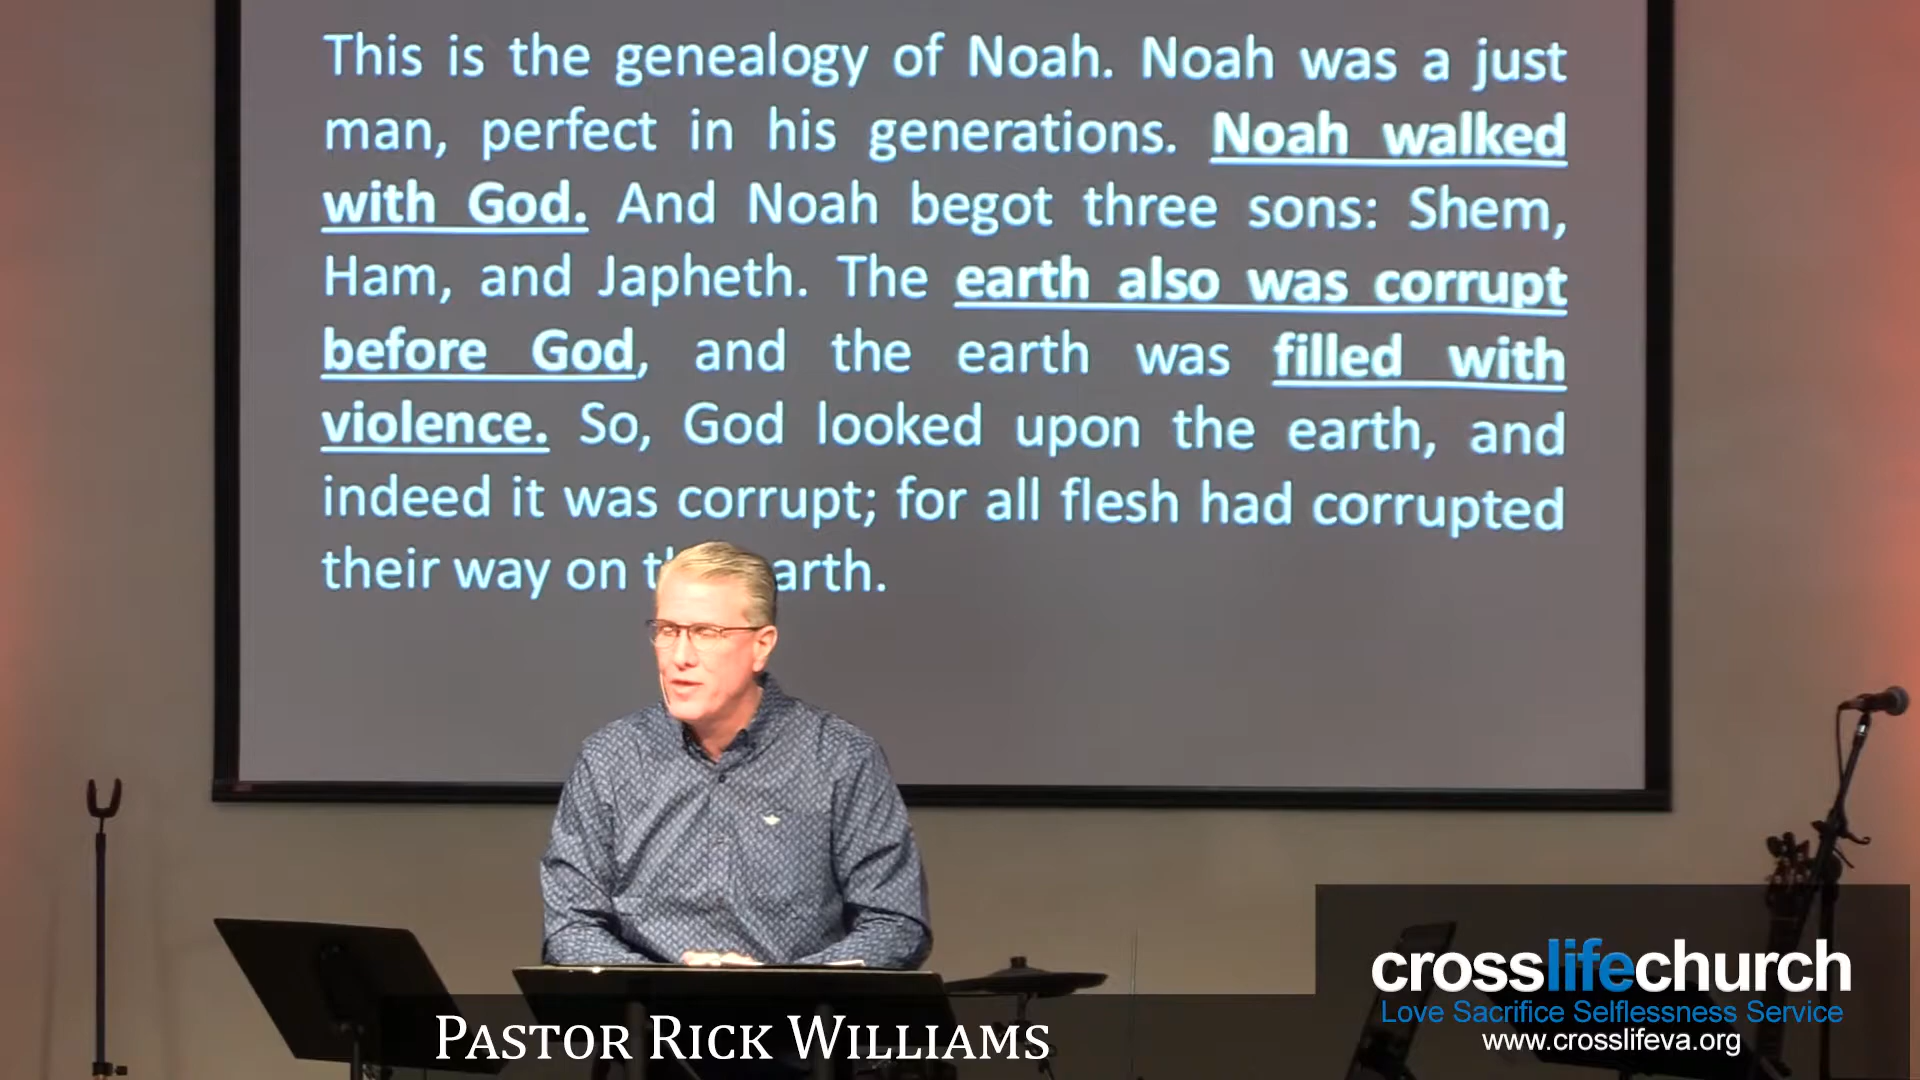 This is the genealogy of Noah. Noah was a just
man, perfect in his generations. Noah walked
with God. And Noah begot three sons: Shem,
Ham, and Japheth. The earth also was corrupt
before God, and the earth was filled with
violence. So, God looked upon the earth, and
indeed it was corrupt; for all flesh had corrupted
their way on arth.
PASTOR RICK WILLIAMS
crosslifechurch
Love Sacrifice Selflessness Service
www.crosslifeva.org